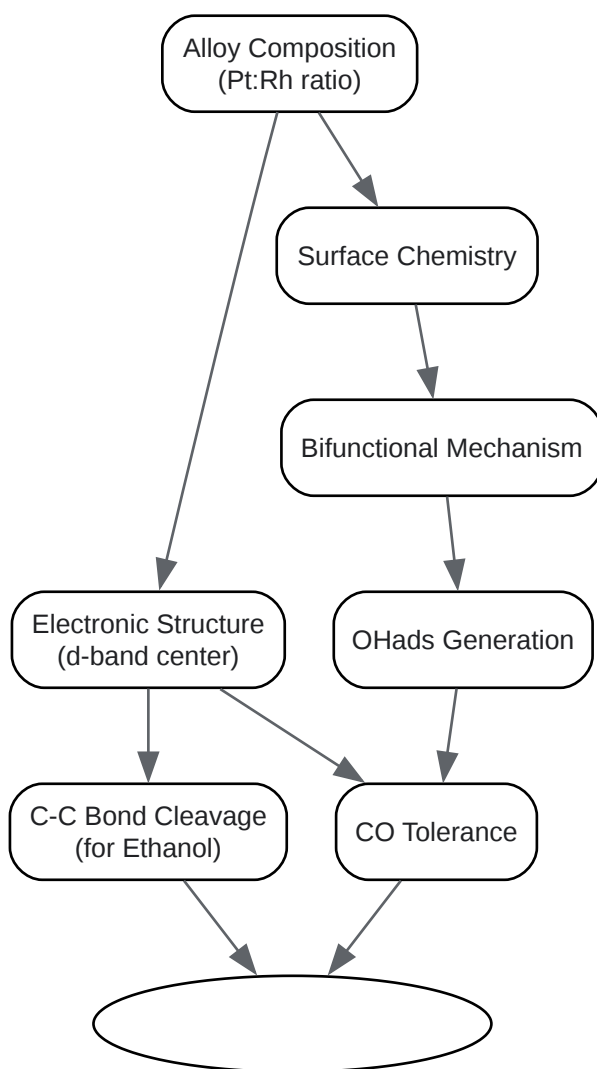 Alloy Composition
(Pt:Rh ratio)
Surface Chemistry
Bifunctional Mechanism
Electronic Structure
(d-band center)
OHads Generation
C-C Bond Cleavage
(for Ethanol)
CO Tolerance